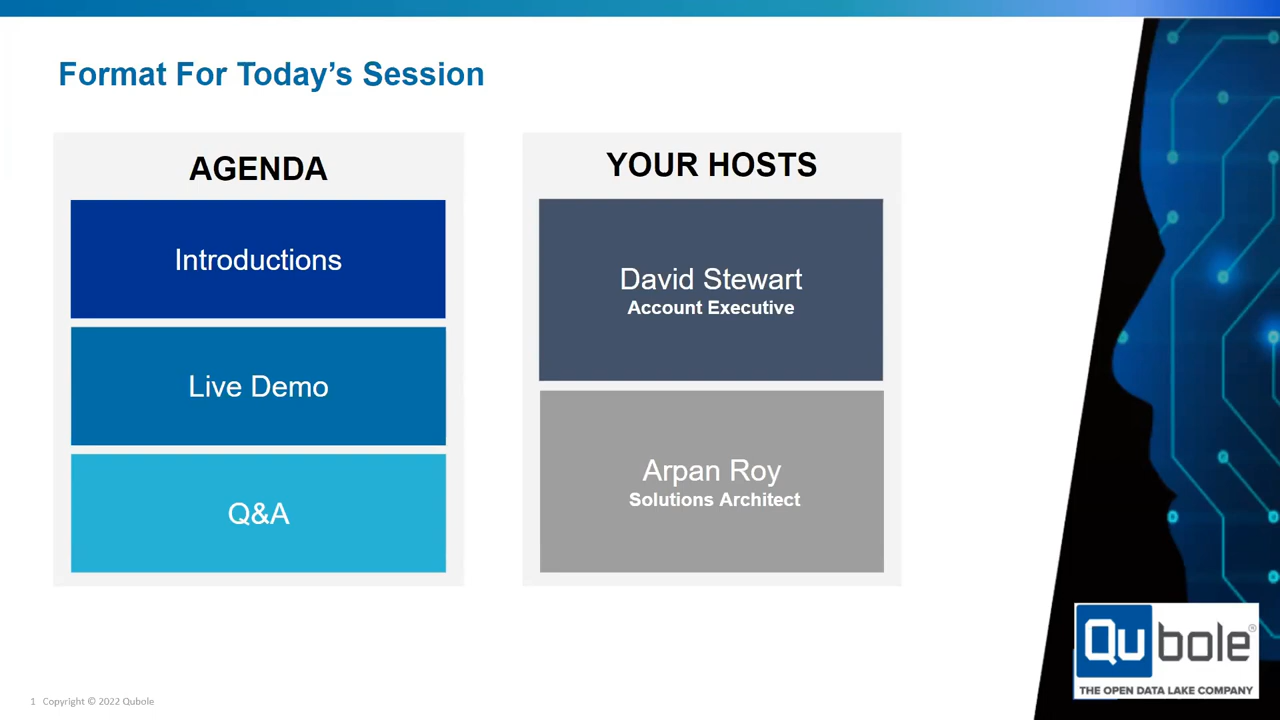 Format For Today’s Session
AGENDA
Introductions
Live Demo
Q&A
YOUR HOSTS
David Stewart
Account Executive
Arpan Roy
Solutions Architect
Qubole®
THE OPEN DATA LAKE COMPANY
1 Copyright © 2022 Qubole